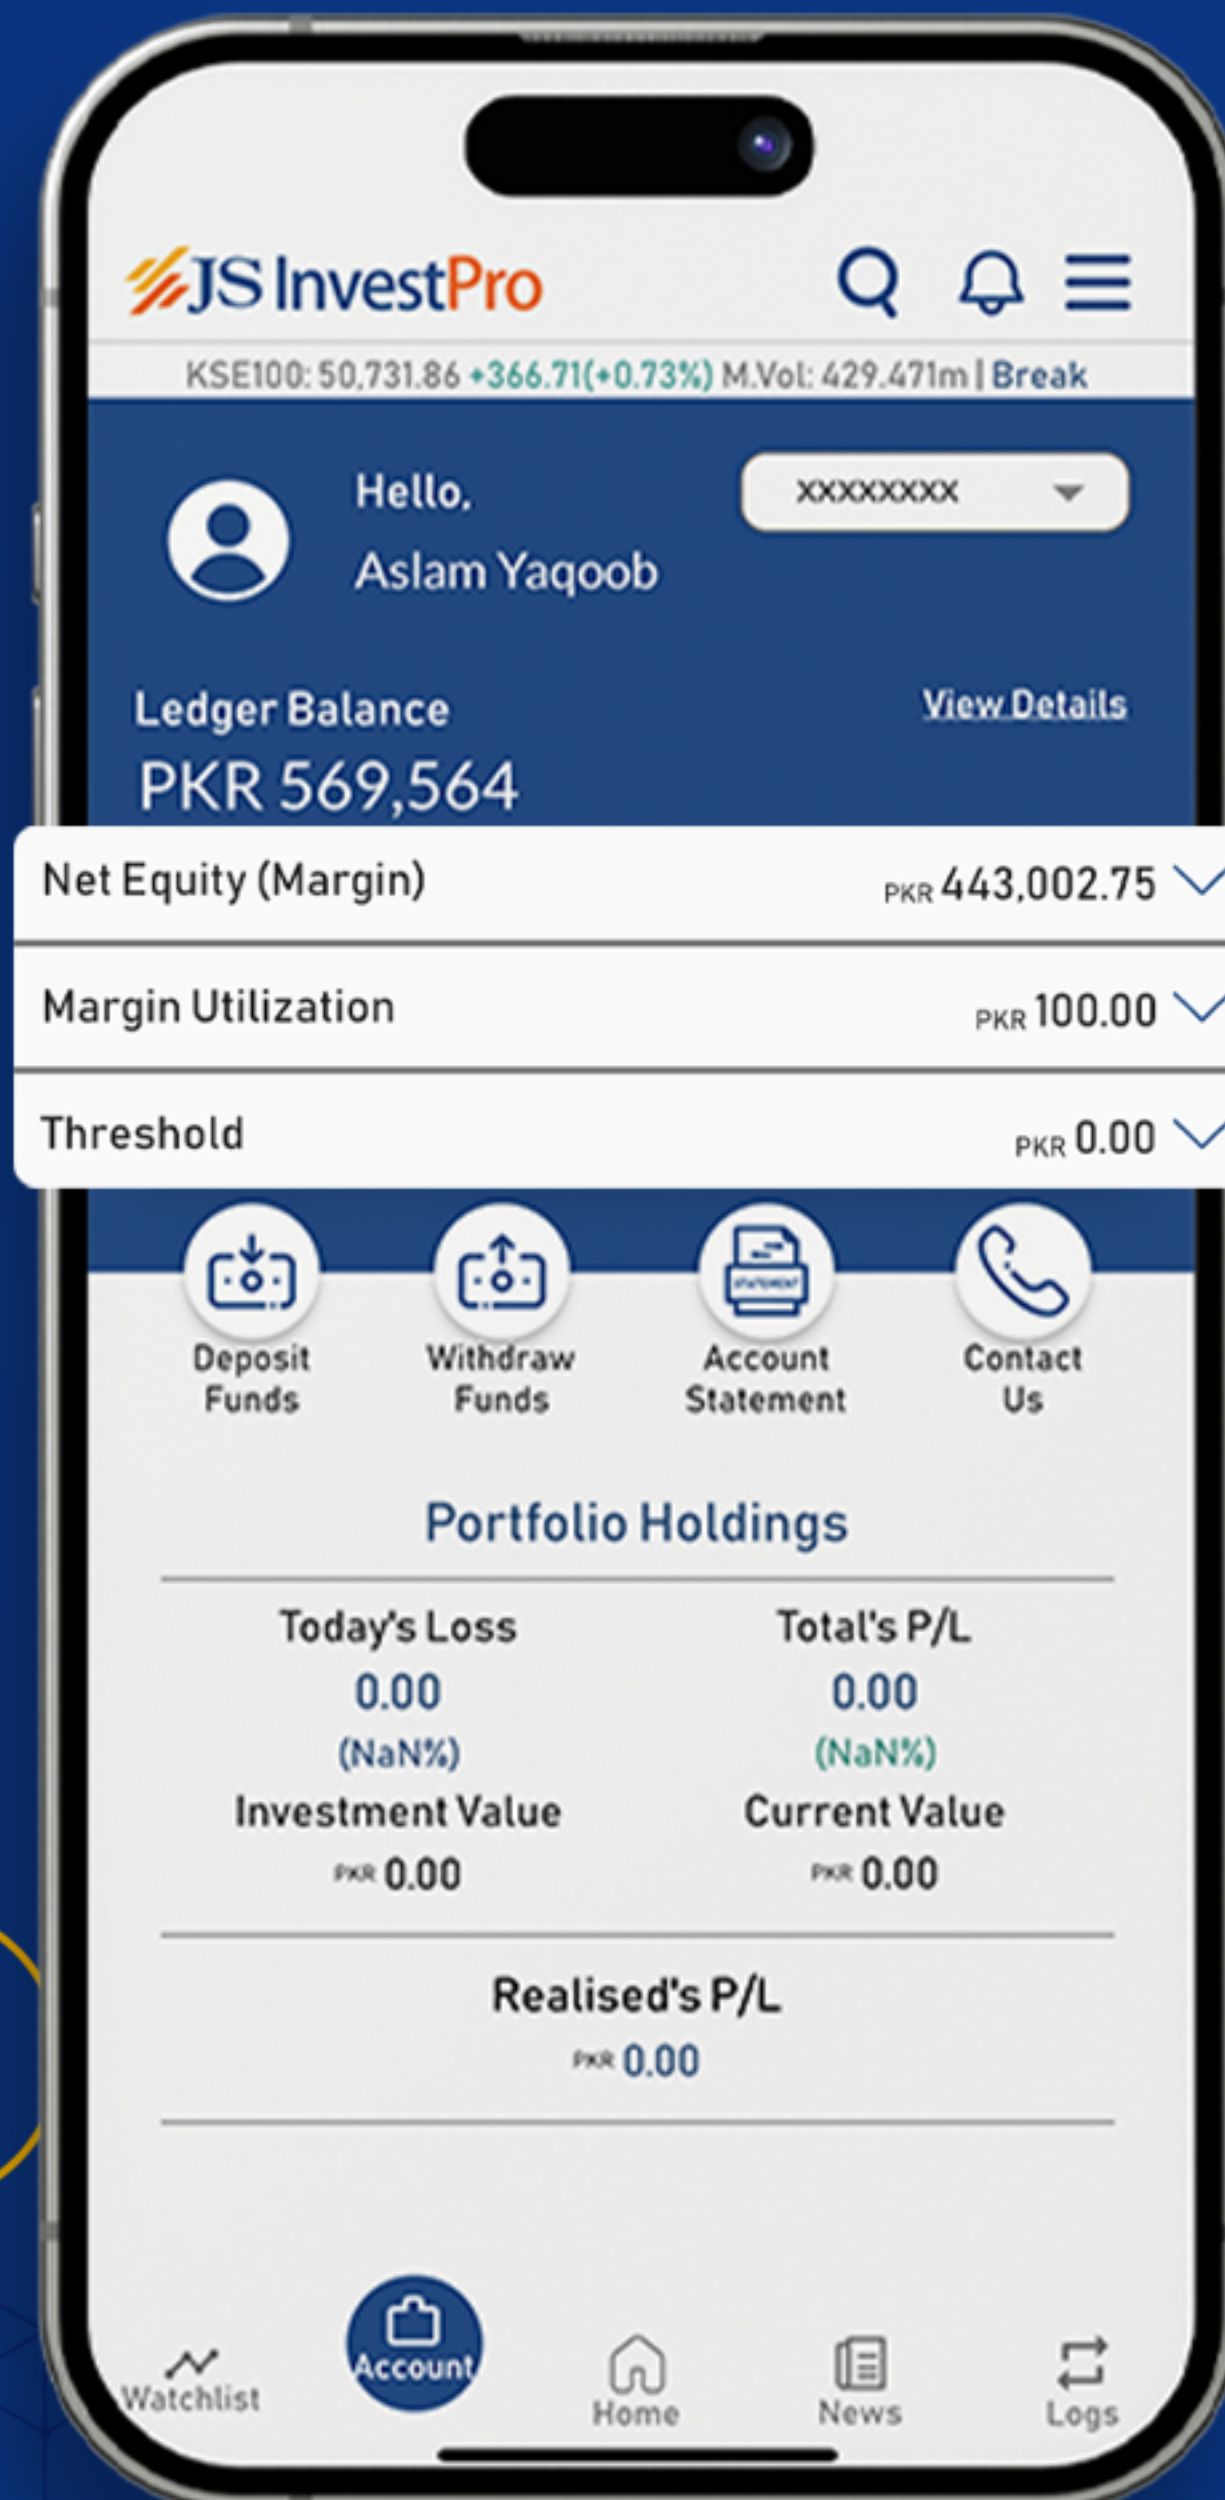 JS InvestPro
KSE100: 50,731.86 +366.71(+0.73%) M.Vol: 429.471m | Break
Hello,
xxxxxxxx
Aslam Yaqoob
Ledger Balance
View Details
PKR 569,564
Net Equity (Margin) PKR 443,002.75
Margin Utilization PKR 100.00
Threshold PKR 0.00
STATEMENT
Deposit Funds
Withdraw Funds
Account Statement
Contact Us
Portfolio Holdings
Today's Loss
0.00
(NaN%)
Total's P/L
0.00
(NaN%)
Investment Value
PKR 0.00
Current Value
PKR 0.00
Realised's P/L
PKR 0.00
Watchlist
Account
Home
News
Logs